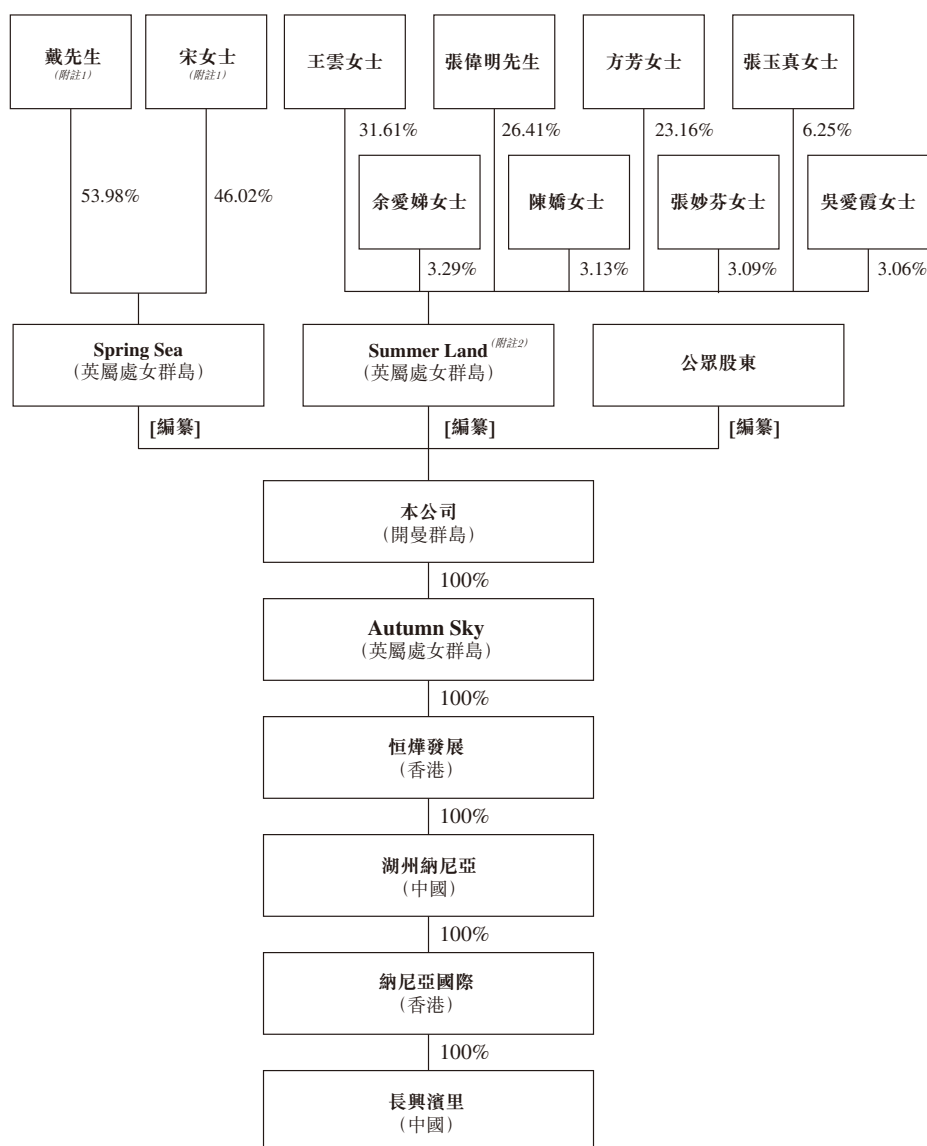 戴先生
(附註1)
宋女士
(附註1)
王雲女士
張偉明先生
方芳女士
張玉真女士
31.61%
26.41%
23.16%
6.25%
53.98%
46.02%
余愛娣女士
陳嬌女士
張妙芬女士
吳愛霞女士
3.29%
3.13%
3.09%
3.06%
Spring Sea
(英屬處女群島)
Summer Land(附註2)
(英屬處女群島)
公眾股東
[編纂]
[編纂]
[編纂]
本公司
(開曼群島)
100%
Autumn Sky
(英屬處女群島)
100%
恒燁發展
(香港)
100%
湖州納尼亞
(中國)
100%
納尼亞國際
(香港)
100%
長興濱里
(中國)